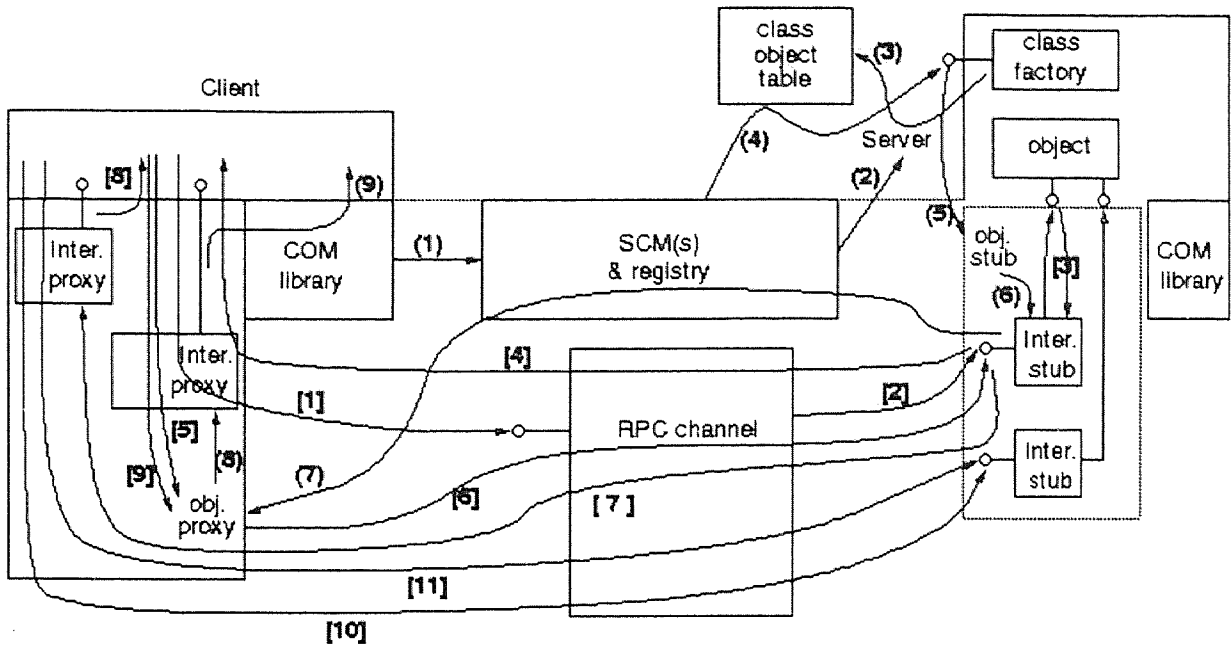 class
object
table
(3)
class
factory
Client
(4)
Server
object
[8]
(9)
(2)
(5)
Inter.
proxy
COM
library
(1)
SCM(s)
& registry
obj.
stub
[3]
COM
library
(6)
Inter.
proxy
[4]
Inter.
stub
[1]
[2]
[5]
RPC channel
[9]
(8)
(7)
[6]
[7]
Inter.
stub
obj.
proxy
[11]
[10]